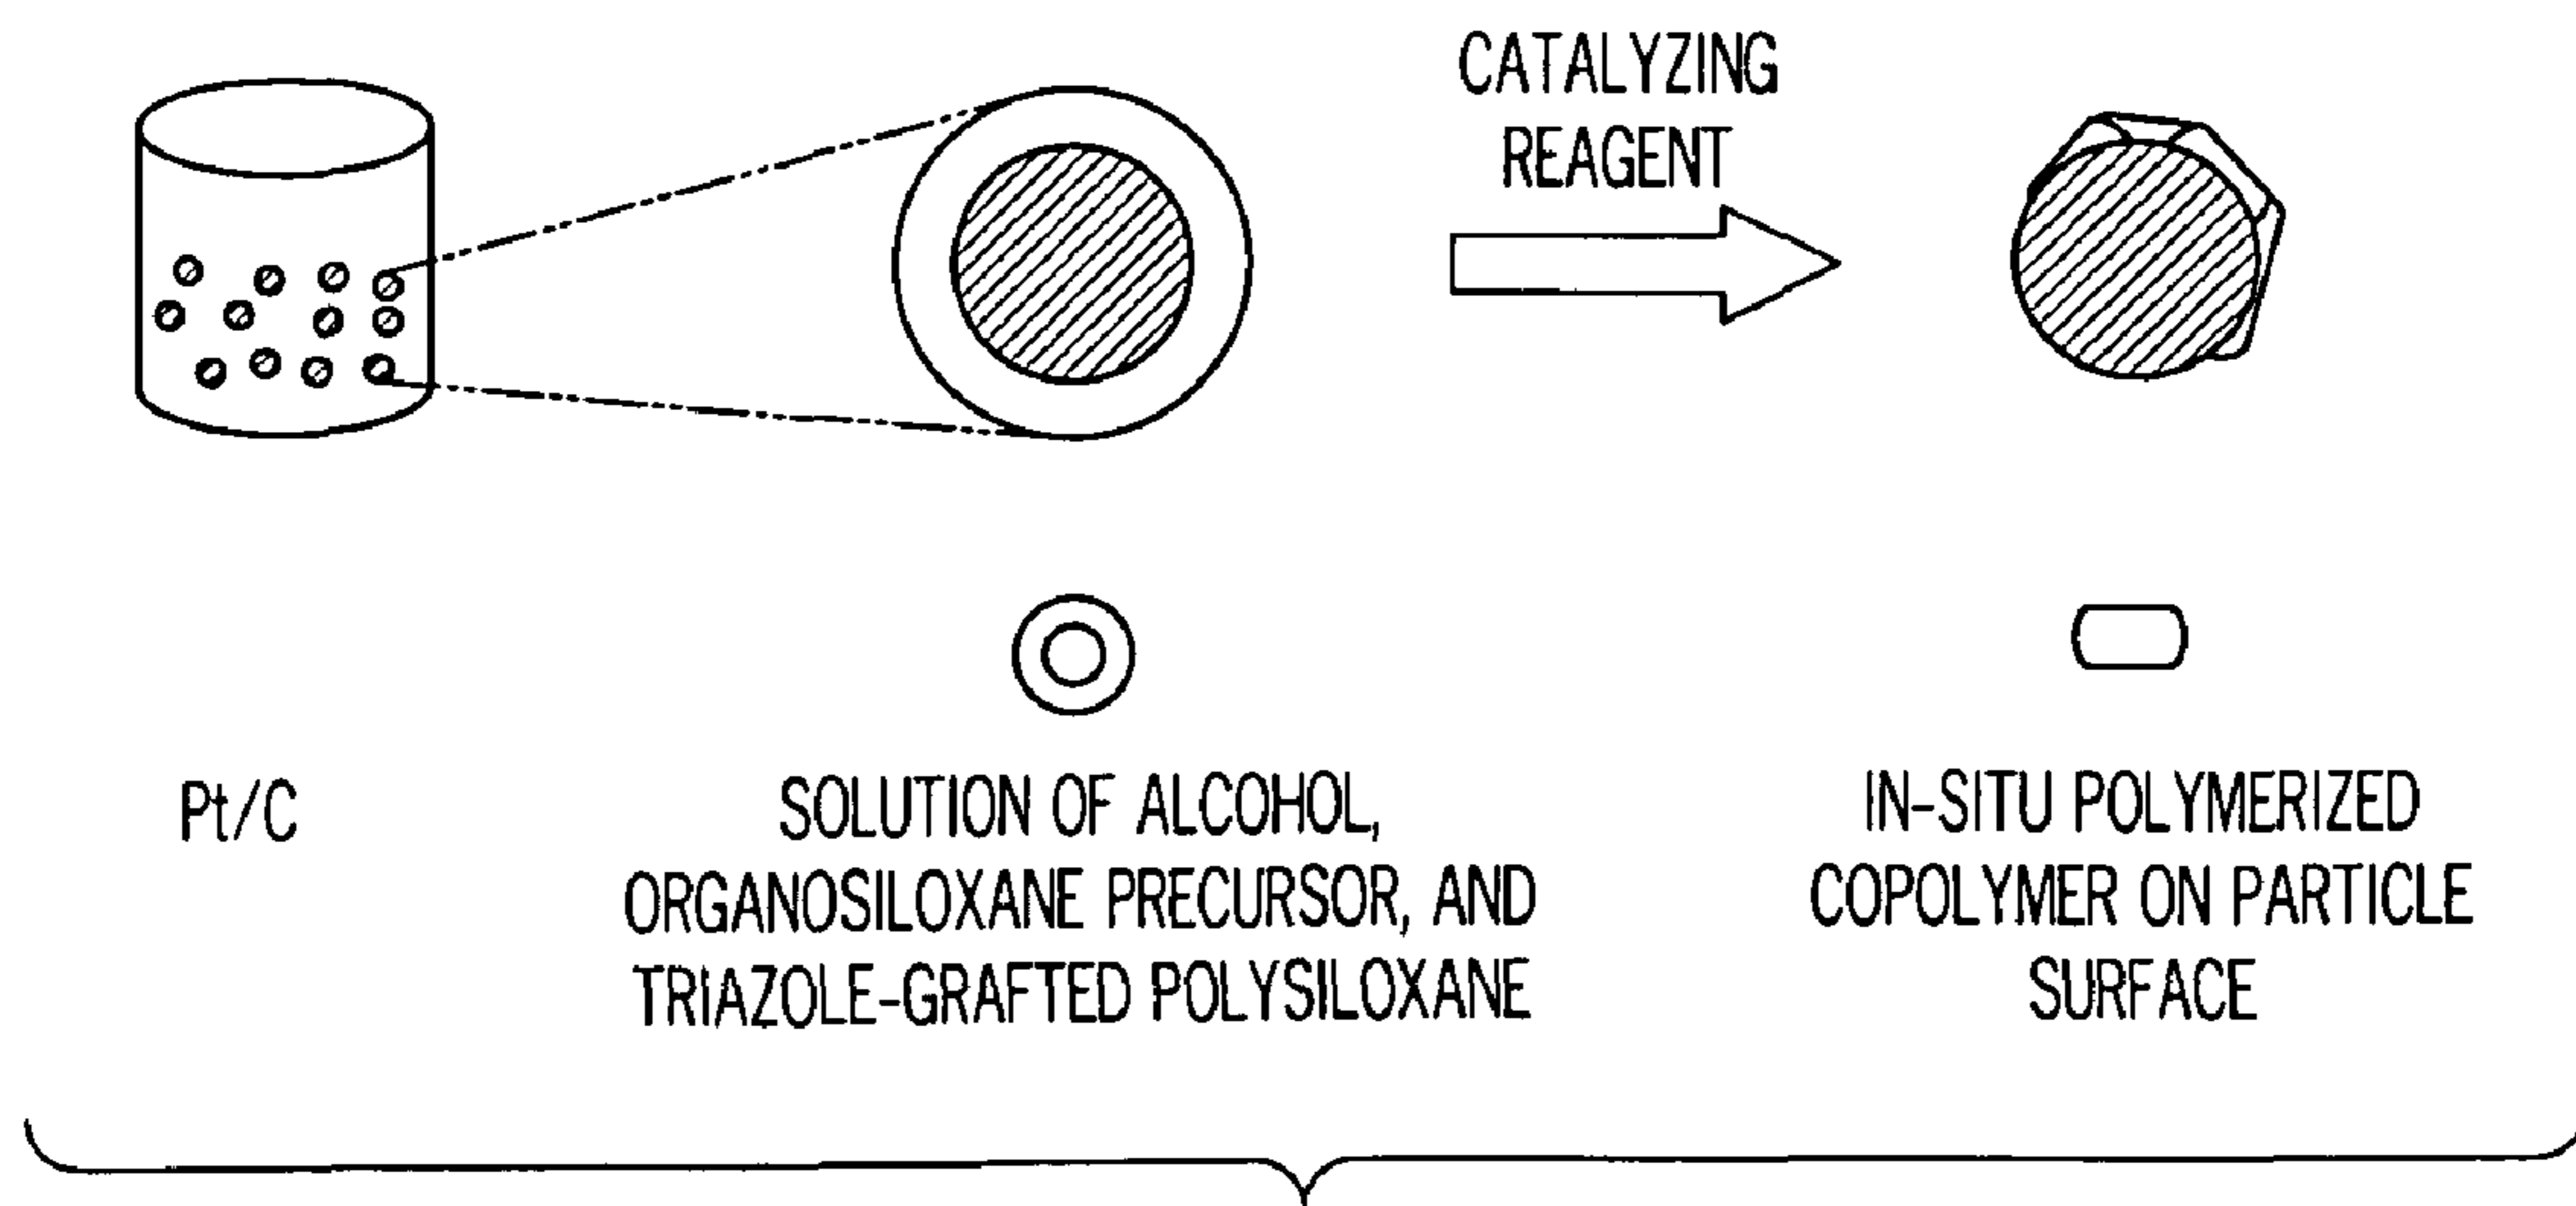 CATALYZING
REAGENT
Pt/C
SOLUTION OF ALCOHOL,
ORGANOSILOXANE PRECURSOR, AND
TRIAZOLE-GRAFTED POLYSILOXANE
IN-SITU POLYMERIZED
COPOLYMER ON PARTICLE
SURFACE